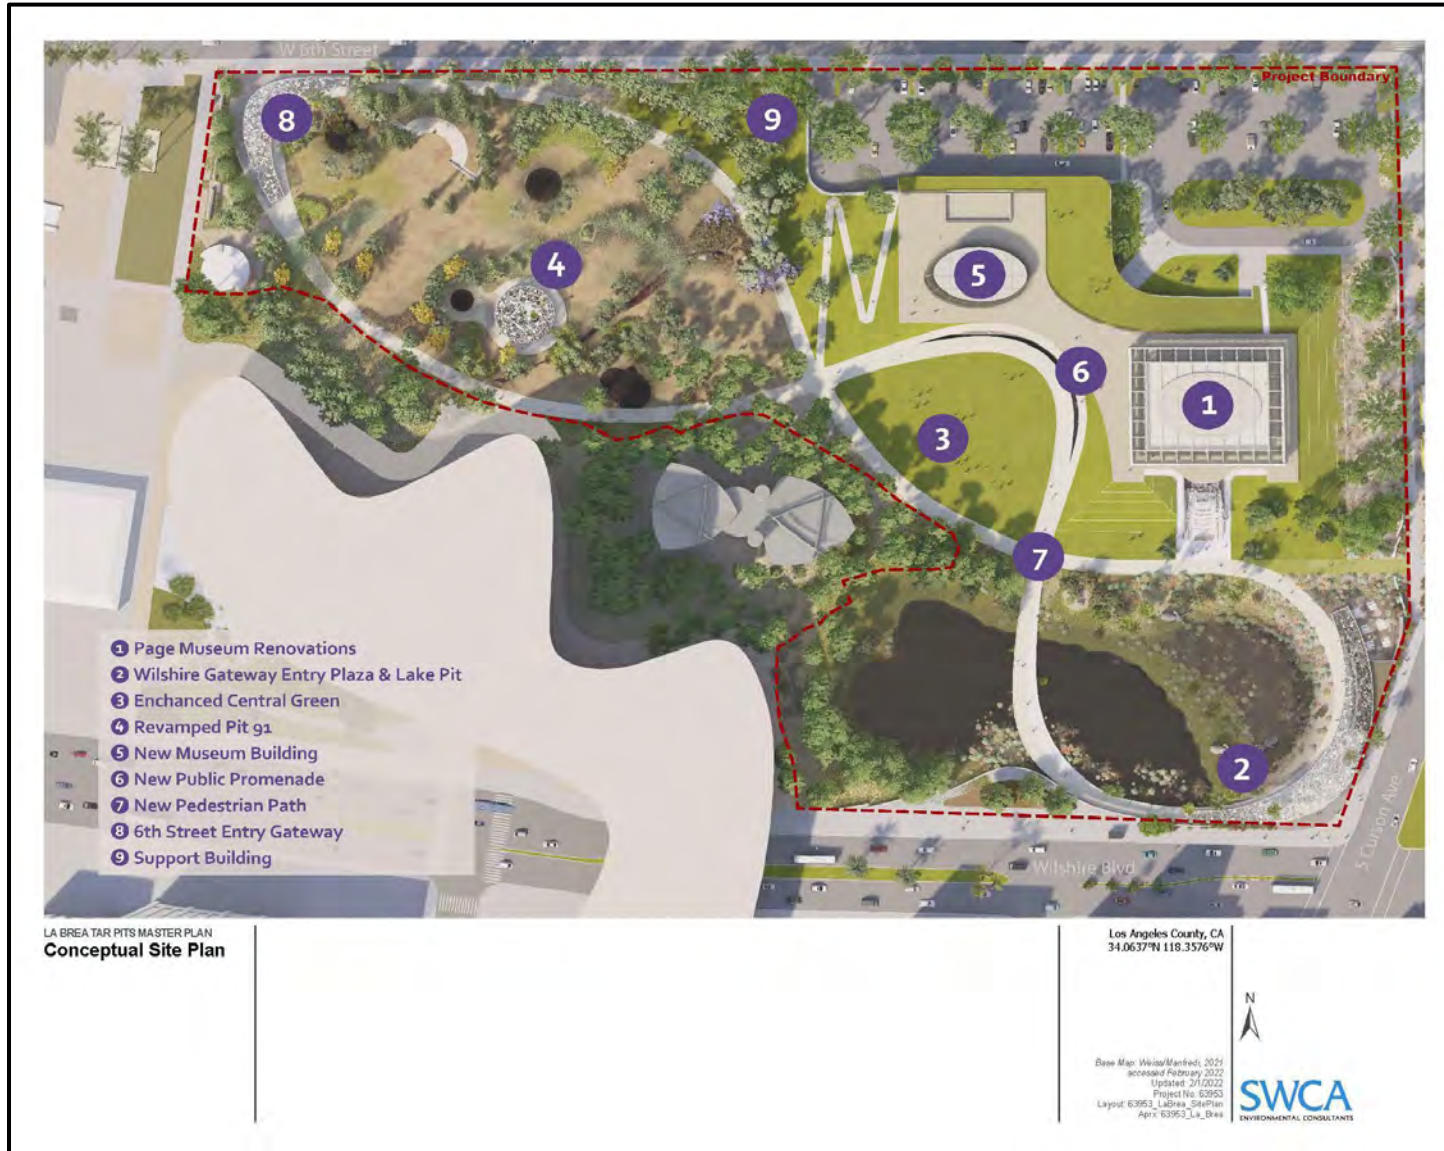 W 6th Street
Project Boundary
8
9
4
5
6
1
3
7
2
1 Page Museum Renovations
2 Wilshire Gateway Entry Plaza & Lake Pit
3 Enchanced Central Green
4 Revamped Pit 91
5 New Museum Building
6 New Public Promenade
7 New Pedestrian Path
8 6th Street Entry Gateway
9 Support Building
Wilshire Blvd
S Curson Ave
LA BREA TAR PITS MASTER PLAN
Conceptual Site Plan
Los Angeles County, CA
34.0637°N 118.3576°W
N
Base Map: Weiss/Manfredi, 2021
accessed February 2022
Updated: 2/1/2022
Project No. 63953
Layout: 63953_LaBrea_SitePlan
Aprx: 63953_La_Brea
SWCA
ENVIRONMENTAL CONSULTANTS